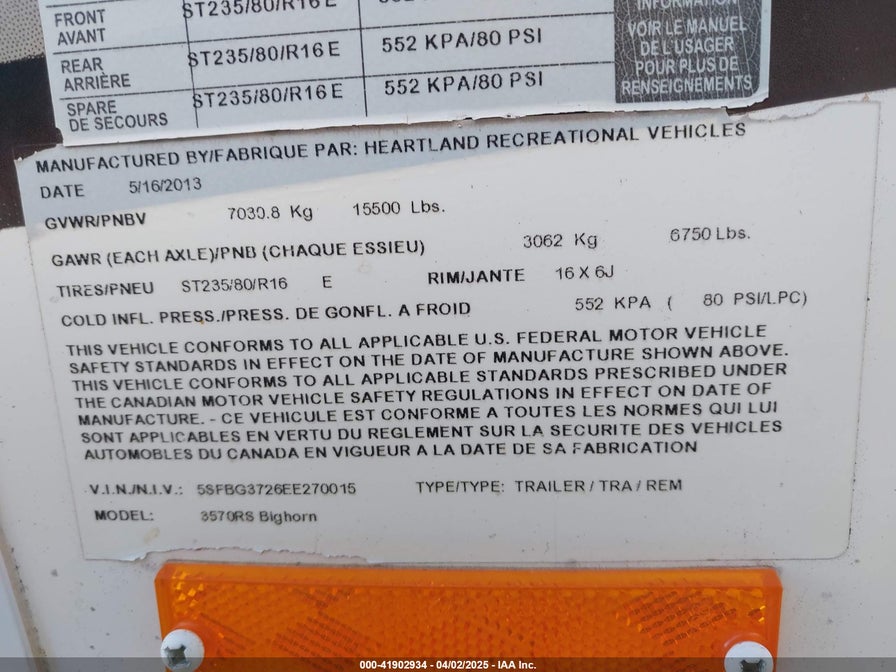 FRONT
AVANT
ST235/80/R16 E
INFORMATION
VOIR LE MANUEL
DE L'USAGER
POUR PLUS DE
RENSEIGNEMENTS
REAR
ARRIÈRE
ST235/80/R16 E 552 KPA/80 PSI
SPARE
DE SECOURS
ST235/80/R16 E 552 KPA/80 PSI
MANUFACTURED BY/FABRIQUE PAR: HEARTLAND RECREATIONAL VEHICLES
DATE 5/16/2013
GVWR/PNBV 7030.8 Kg 15500 Lbs.
GAWR (EACH AXLE)/PNB (CHAQUE ESSIEU) 3062 Kg 6750 Lbs.
TIRES/PNEU ST235/80/R16 E RIM/JANTE 16 X 6J
COLD INFL. PRESS./PRESS. DE GONFL. A FROID 552 KPA ( 80 PSI/LPC)
THIS VEHICLE CONFORMS TO ALL APPLICABLE U.S. FEDERAL MOTOR VEHICLE
SAFETY STANDARDS IN EFFECT ON THE DATE OF MANUFACTURE SHOWN ABOVE.
THIS VEHICLE CONFORMS TO ALL APPLICABLE STANDARDS PRESCRIBED UNDER
THE CANADIAN MOTOR VEHICLE SAFETY REGULATIONS IN EFFECT ON DATE OF
MANUFACTURE. - CE VEHICULE EST CONFORME A TOUTES LES NORMES QUI LUI
SONT APPLICABLES EN VERTU DU REGLEMENT SUR LA SECURITE DES VEHICLES
AUTOMOBLES DU CANADA EN VIGUEUR A LA DATE DE SA FABRICATION
V.I.N./N.I.V.: 5SFBG3726EE270015 TYPE/TYPE: TRAILER / TRA / REM
MODEL: 3570RS Bighorn
000-41902934 - 04/02/2025 - IAA Inc.